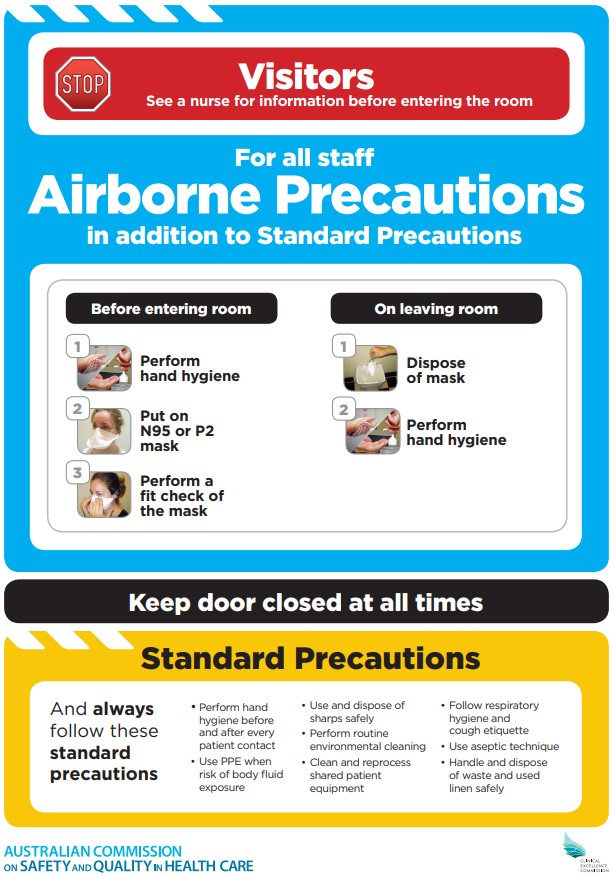 STOP
Visitors
See a nurse for information before entering the room
For all staff
Airborne Precautions
in addition to Standard Precautions
Before entering room
1
Perform
hand hygiene
2
Put on
N95 or P2
mask
3
Perform a
fit check of
the mask
On leaving room
1
Dispose
of mask
2
Perform
hand hygiene
Keep door closed at all times
Standard Precautions
And always
follow these
standard
precautions
• Perform hand
hygiene before
and after every
patient contact
• Use PPE when
risk of body fluid
exposure
• Use and dispose of
sharps safely
• Perform routine
environmental cleaning
• Clean and reprocess
shared patient
equipment
• Follow respiratory
hygiene and
cough etiquette
• Use aseptic technique
• Handle and dispose
of waste and used
linen safely
AUSTRALIAN COMMISSION
ON SAFETY AND QUALITY IN HEALTH CARE
CLINICAL
EXCELLENCE
COMMISSION